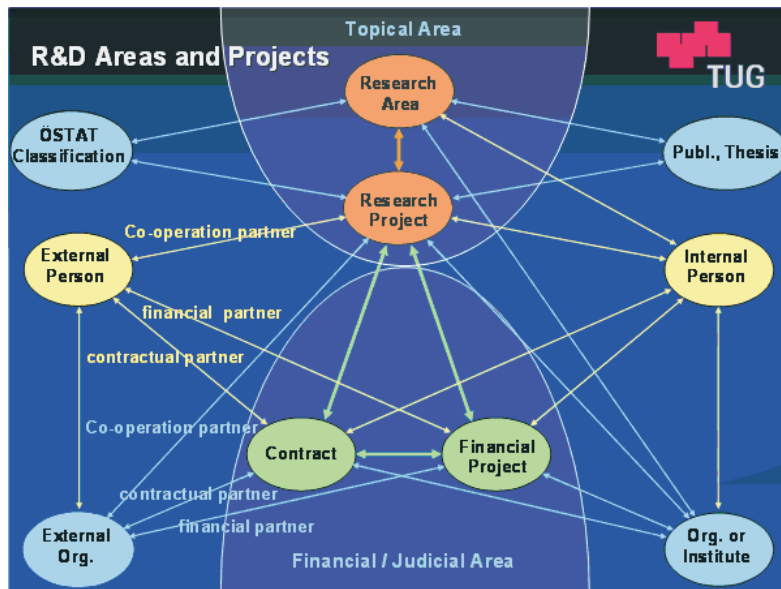 Topical Area
R&D Areas and Projects
TUG
Research
Area
ÖSTAT
Classification
Publ., Thesis
Research
Project
Co-operation partner
External
Person
Internal
Person
financial partner
contractual partner
Co-operation partner
Contract
Financial
Project
contractual partner
financial partner
External
Org.
Org. or
Institute
Financial / Judicial Area